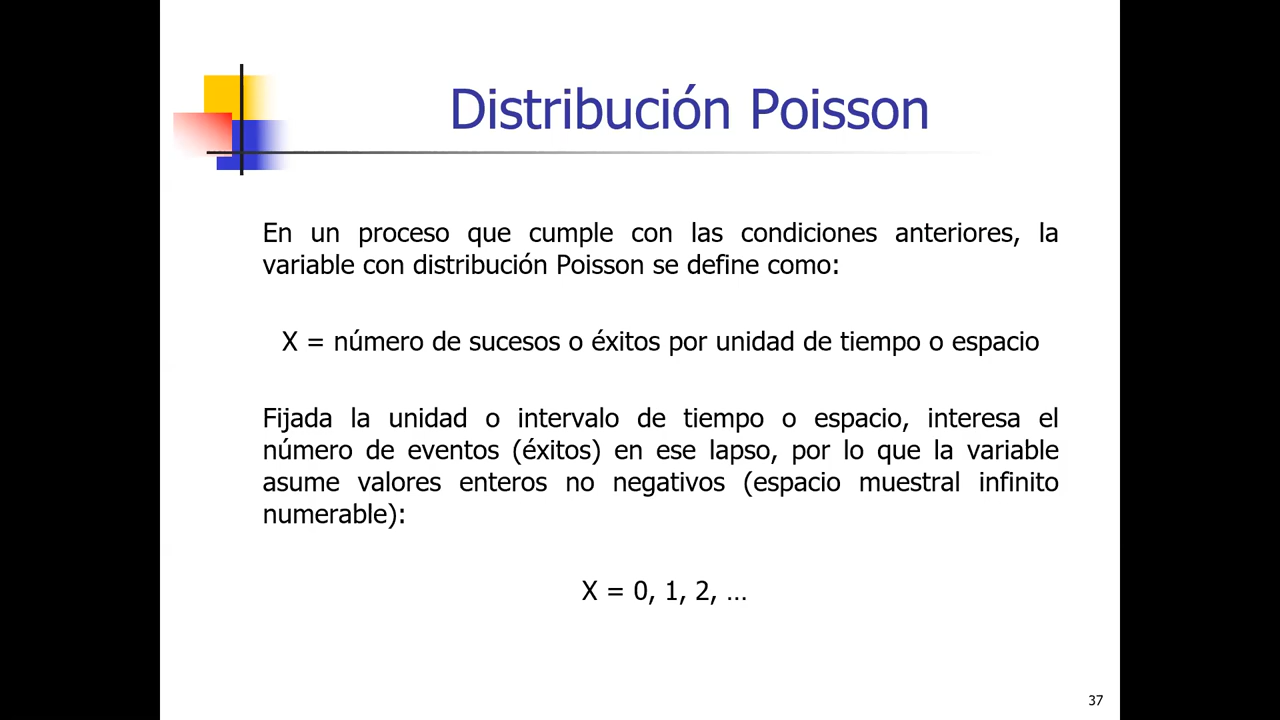 Distribución Poisson
En un proceso que cumple con las condiciones anteriores, la
variable con distribución Poisson se define como:
X = número de sucesos o éxitos por unidad de tiempo o espacio
Fijada la unidad o intervalo de tiempo o espacio, interesa el
número de eventos (éxitos) en ese lapso, por lo que la variable
asume valores enteros no negativos (espacio muestral infinito
numerable):
X = 0, 1, 2, …
37